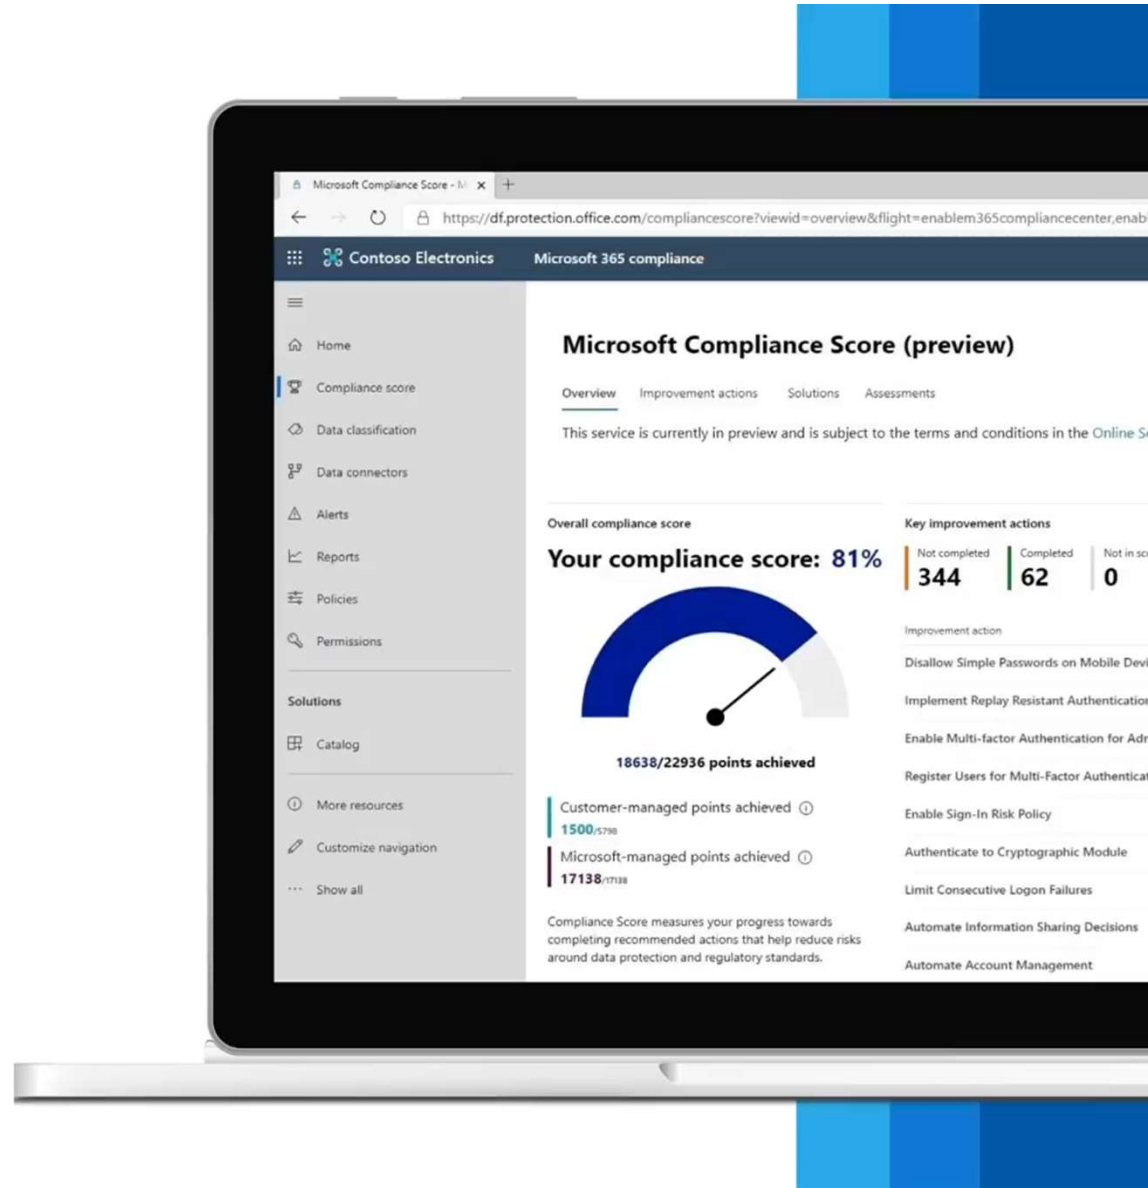 Microsoft Compliance Score - M
https://df.protection.office.com/compliancescore?viewid=overview&flight=enablem365compliancecenter,enab
Contoso Electronics
Microsoft 365 compliance
Home
Compliance score
Data classification
Data connectors
Alerts
Reports
Policies
Permissions
Solutions
Catalog
More resources
Customize navigation
Show all
Microsoft Compliance Score (preview)
Overview Improvement actions Solutions Assessments
This service is currently in preview and is subject to the terms and conditions in the Online Se
Overall compliance score
Your compliance score: 81%
18638/22936 points achieved
Customer-managed points achieved
1500/5798
Microsoft-managed points achieved
17138/17138
Compliance Score measures your progress towards
completing recommended actions that help reduce risks
around data protection and regulatory standards.
Key improvement actions
Not completed Completed Not in sco
344 62 0
Improvement action
Disallow Simple Passwords on Mobile Devi
Implement Replay Resistant Authentication
Enable Multi-factor Authentication for Adm
Register Users for Multi-Factor Authenticat
Enable Sign-In Risk Policy
Authenticate to Cryptographic Module
Limit Consecutive Logon Failures
Automate Information Sharing Decisions
Automate Account Management